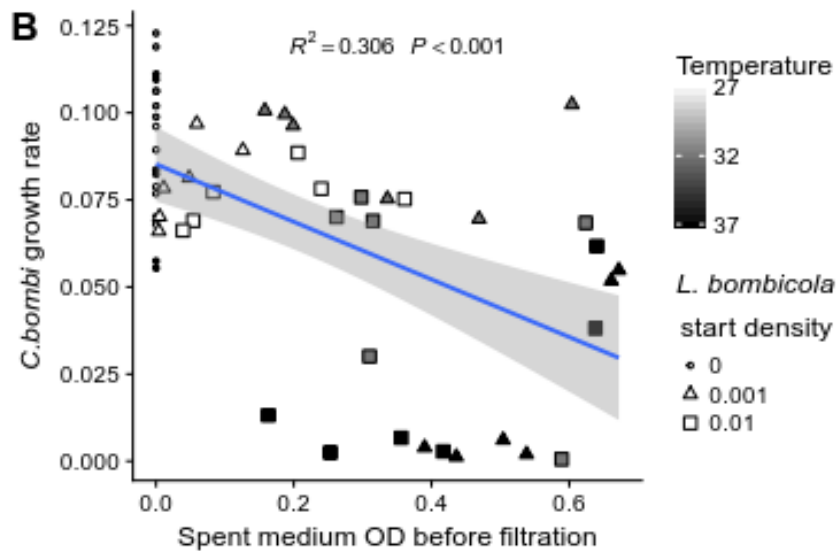 B
R² = 0.306 P < 0.001
C.bombi growth rate
0.125
0.100
0.075
0.050
0.025
0.000
0.0
0.2
0.4
0.6
Spent medium OD before filtration
Temperature
27
32
37
L. bombicola
start density
0
0.001
0.01